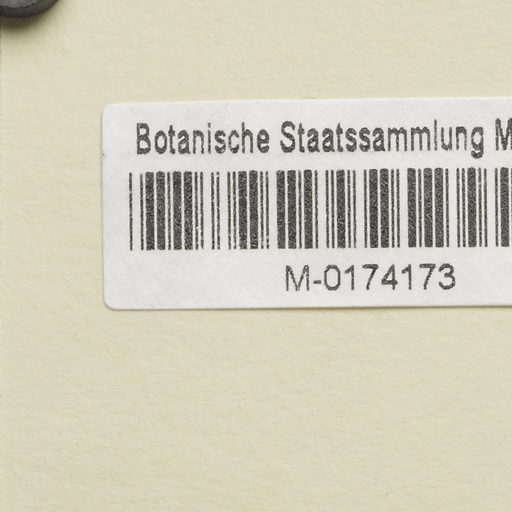 Botanische Staatssammlung M
M-0174173